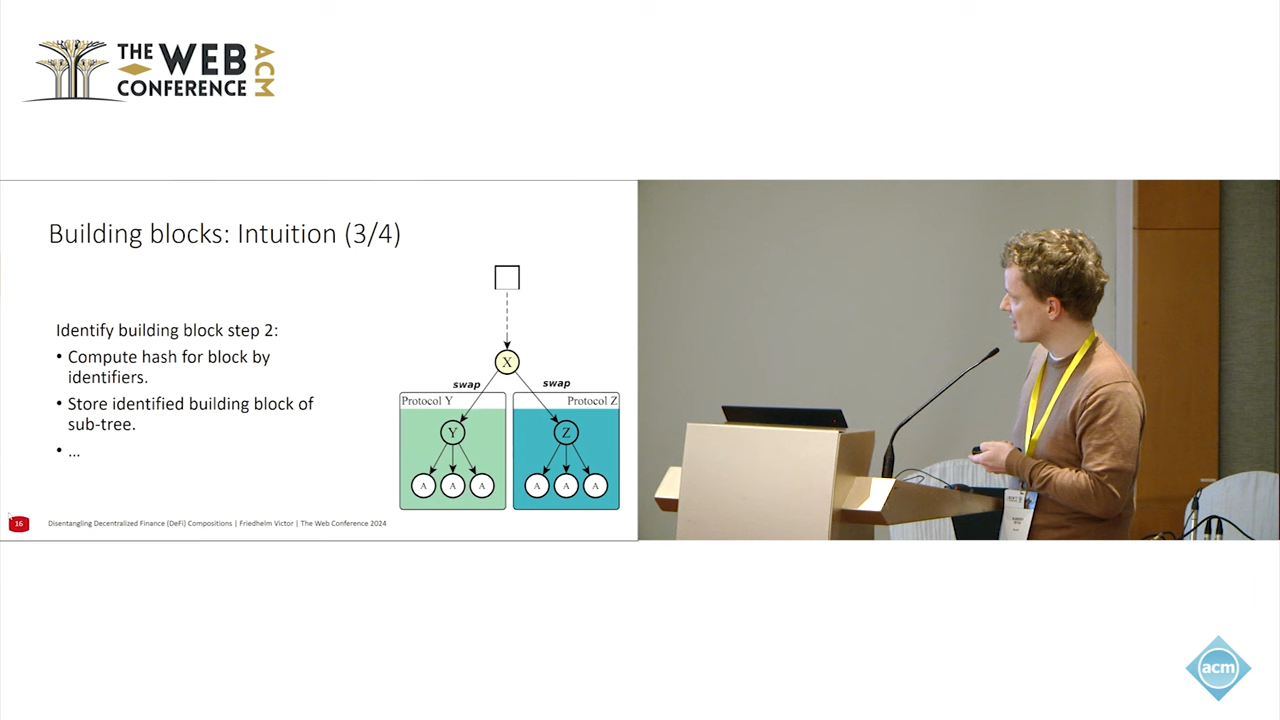 THE WEB
CONFERENCE
ACM
Building blocks: Intuition (3/4)
Identify building block step 2:
• Compute hash for block by
identifiers.
• Store identified building block of
sub-tree.
• ...
X
swap
swap
Protocol Y
Protocol Z
Y
Z
A
A
A
A
A
A
16
Disentangling Decentralized Finance (DeFi) Compositions | Friedhelm Victor | The Web Conference 2024
acm